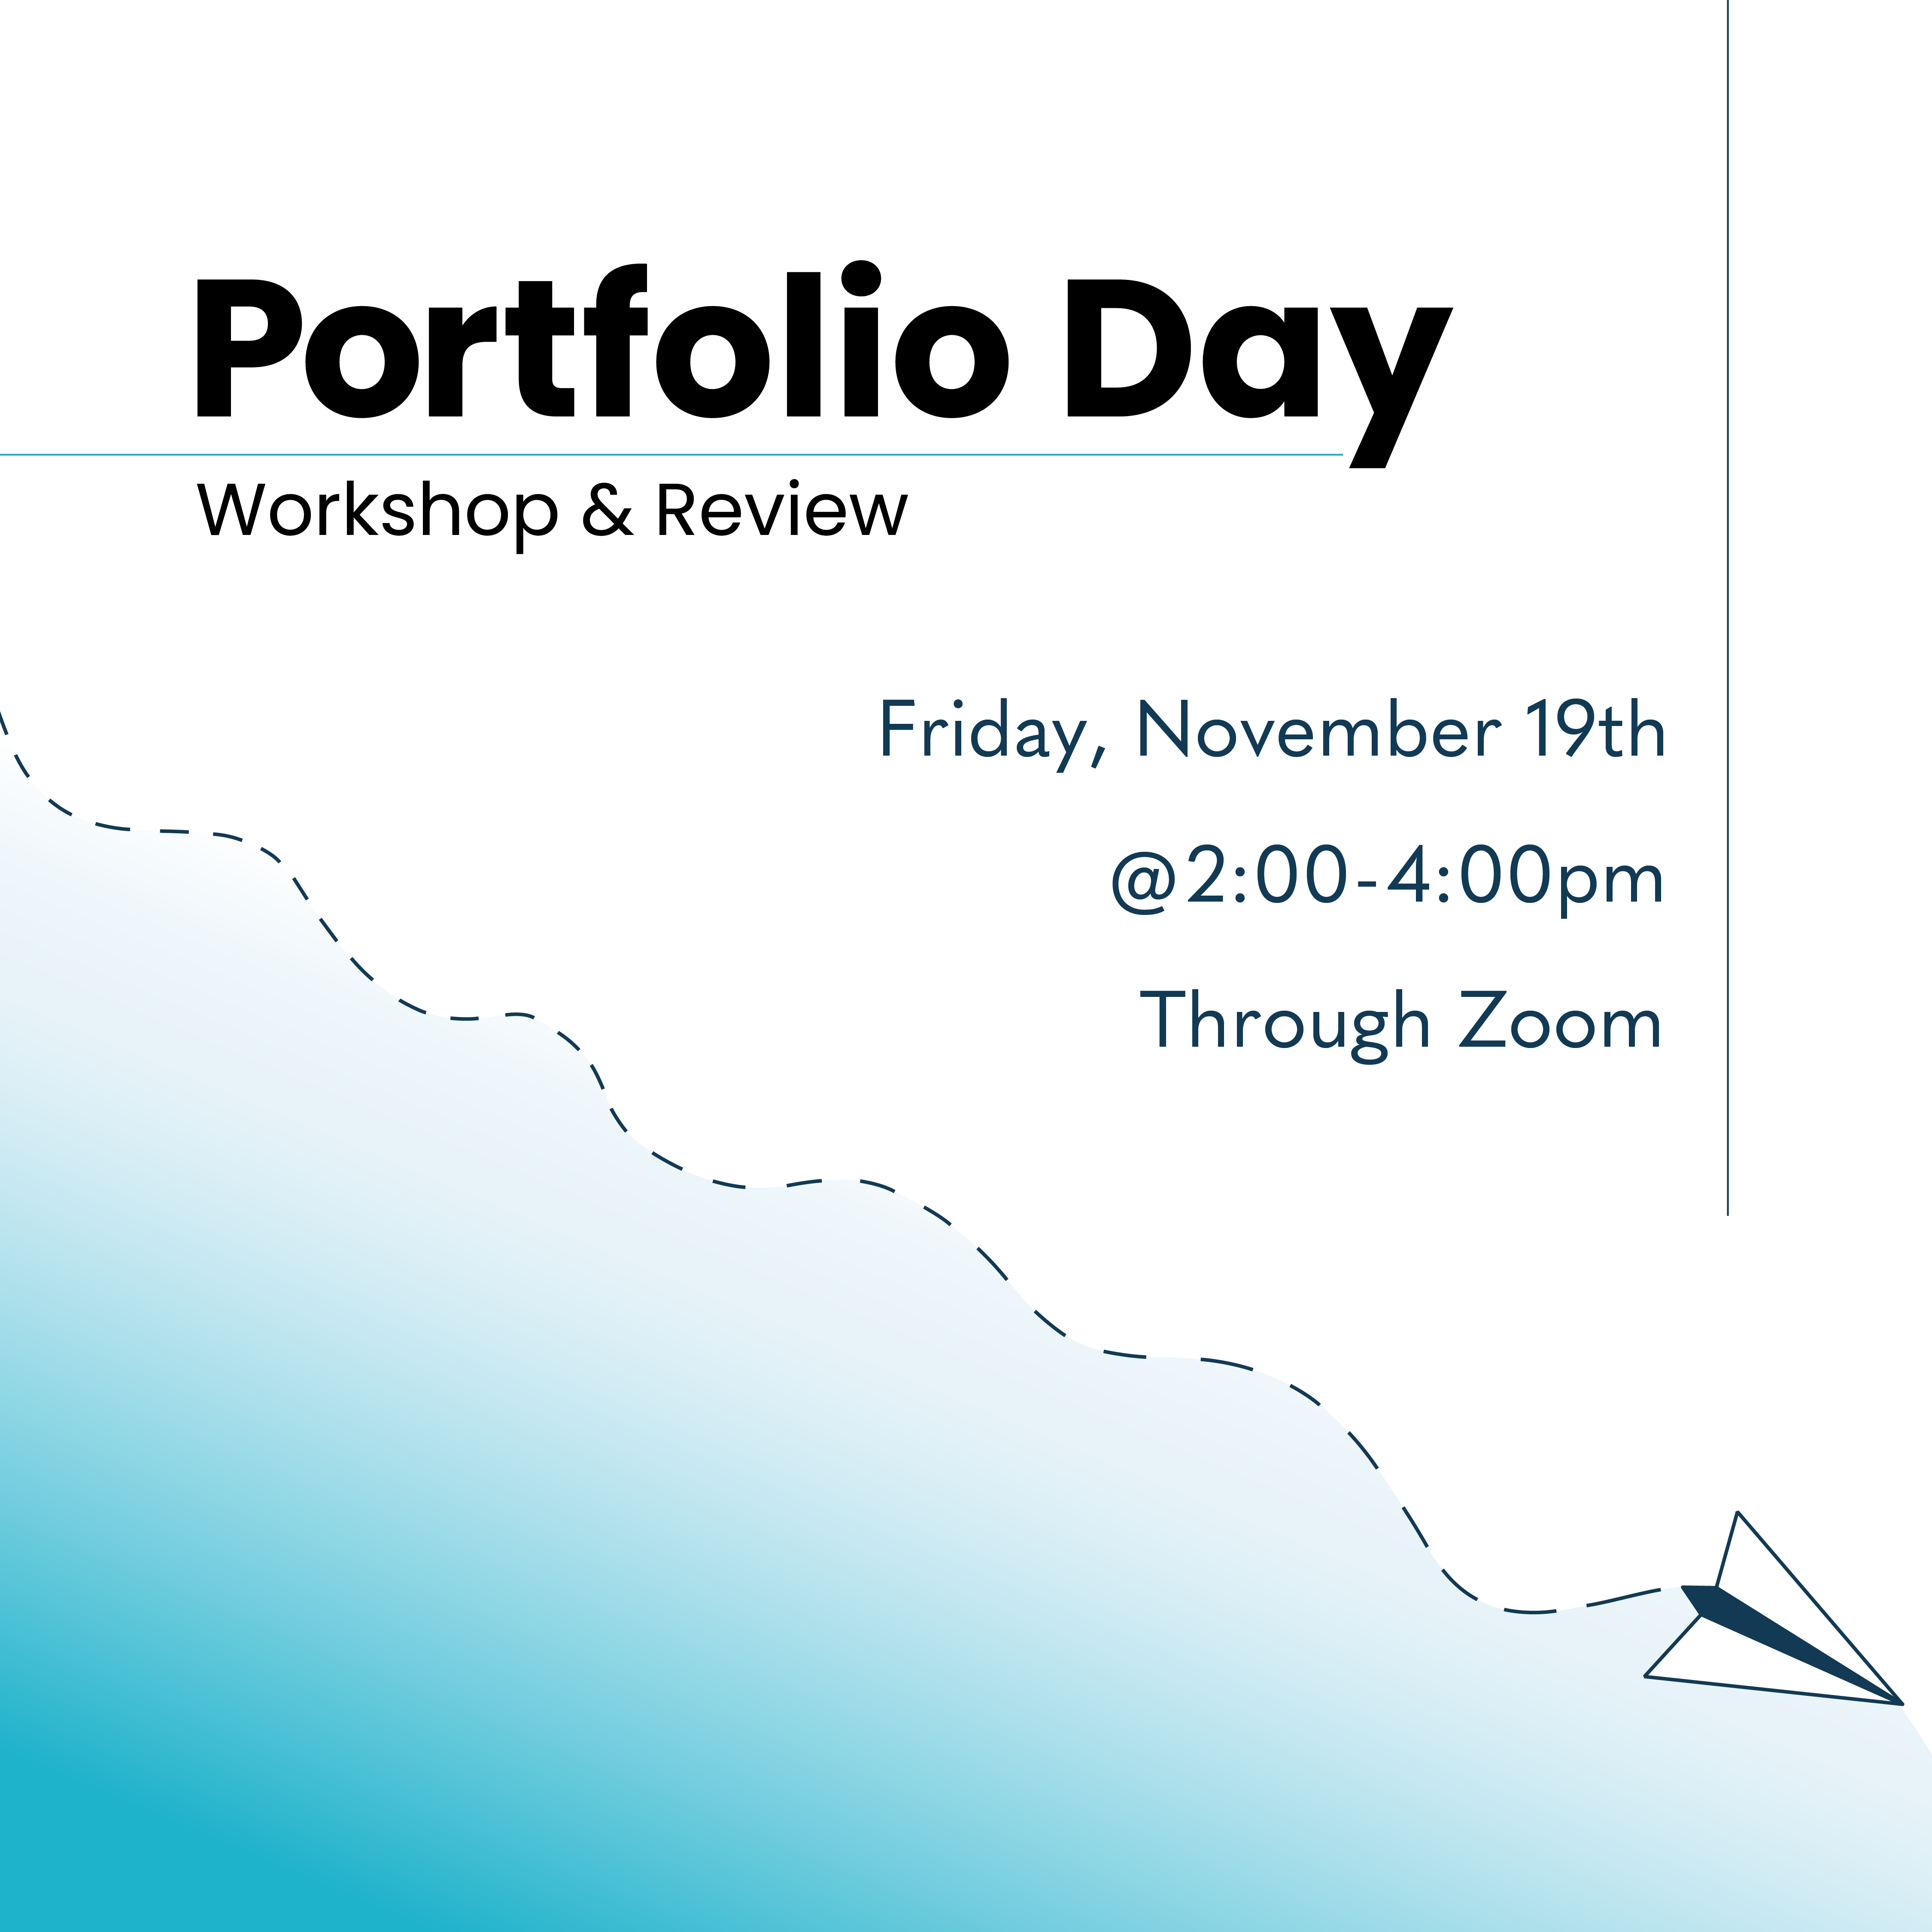 Portfolio Day
Workshop & Review
Friday, November 19th
@2:00-4:00pm
Through Zoom